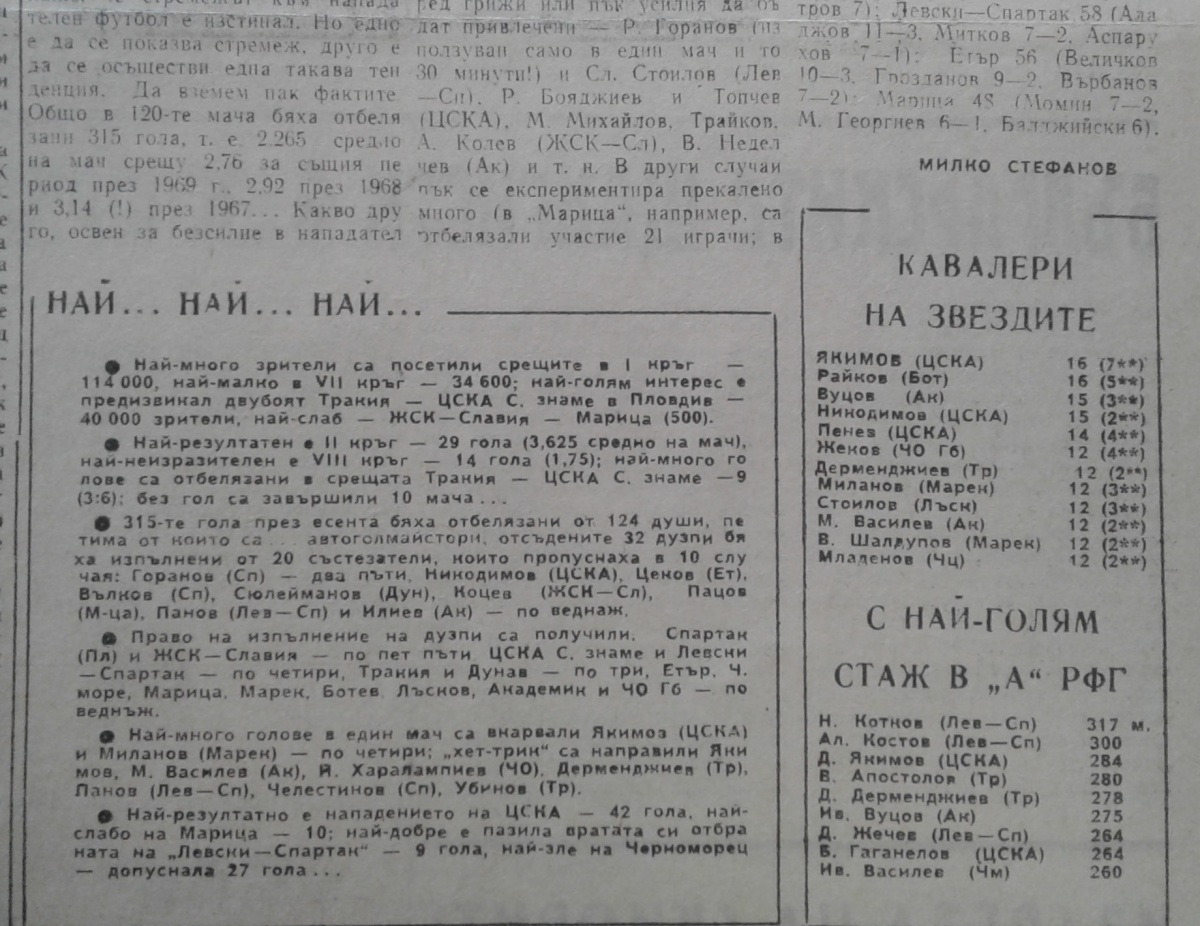 телен футбол е изстинал. Но едно
е да се показва стремеж, друго е
да се осъществи една такава тен
денция. Да вземем пак фактите
Общо в 120-те мача бяха отбеля
зани 315 гола, т. е. 2.265 средно
на мач срещу 2,76 за същия пе
риод през 1969 г., 2,92 през 1968
и 3,14 (!) през 1967... Какво дру
го, освен за безсилие в нападател
ред грижи или пък усилия да бъ
дат привлечени — Р. Горанов (из
ползуван само в един мач и то
30 минути!) и Сл. Стоилов (Лев
—Сп), Р. Бояджиев и Топчев
(ЦСКА), М. Михайлов, Трайков,
А. Колев (ЖСК—Сл), В. Недел
чев (Ак) и т. н. В други случаи
пък се експериментира прекалено
много (в „Марица“, например, са
отбелязали участие 21 играчи; в
тров 7); Левски—Спартак 58 (Ала
джов 11—3, Митков 7—2, Аспару
хов 7—1); Етър 56 (Величков
10—3, Грозданов 9—2, Върбанов
7—2); Марица 48 (Момин 7—2,
М. Георгиев 6—1, Балджийски 6).
МИЛКО СТЕФАНОВ
НАЙ... НАЙ... НАЙ...
● Най-много зрители са посетили срещите в I кръг —
114 000, най-малко в VII кръг — 34 600; най-голям интерес е
предизвикал двубоят Тракия — ЦСКА С. знаме в Пловдив —
40 000 зрители, най-слаб — ЖСК—Славия — Марица (500).
● Най-резултатен е II кръг — 29 гола (3,625 средно на мач),
най-неизразителен е VIII кръг — 14 гола (1,75); най-много го
лове са отбелязани в срещата Тракия — ЦСКА С. знаме —9
(3:6); без гол са завършили 10 мача...
● 315-те гола през есента бяха отбелязани от 124 души, пе
тима от които са... автоголмайстори, отсъдените 32 дузпи бя
ха изпълнени от 20 състезатели, които пропуснаха в 10 слу
чая: Горанов (Сп) — два пъти, Никодимов (ЦСКА), Цеков (Ет),
Вълков (Сп), Сюлейманов (Дун), Коцев (ЖСК—Сл), Пацов
(М-ца), Панов (Лев—Сп) и Илиев (Ак) — по веднаж.
● Право на изпълнение на дузпи са получили. Спартак
(Пл) и ЖСК—Славия — по пет пъти ЦСКА С. знаме и Левски
—Спартак — по четири, Тракия и Дунав — по три, Етър, Ч.
море, Марица, Марек, Ботев, Лъсков, Академик и ЧО Гб — по
веднъж.
● Най-много голове в един мач са вкарвали Якимов (ЦСКА)
и Миланов (Марек) — по четири; „хет-трик“ са направили Яки
мов, М. Василев (Ак), Й. Харалампиев (ЧО), Дерменджиев (Тр),
Панов (Лев—Сп), Челестинов (Сп), Убинов (Тр).
● Най-резултатно е нападението на ЦСКА — 42 гола, най-
слабо на Марица — 10; най-добре е пазила вратата си отбра
ната на „Левски—Спартак“ — 9 гола, най-зле на Черноморец
— допуснала 27 гола...
КАВАЛЕРИ
НА ЗВЕЗДИТЕ
ЯКИМОВ (ЦСКА) 16 (7**)
Райков (Бот) 16 (5**)
Вуцов (Ак) 15 (3**)
Никодимов (ЦСКА) 15 (2**)
Пенев (ЦСКА) 14 (4**)
Жеков (ЧО Гб) 12 (4**)
Дерменджиев (Тр) 12 (2**)
Миланов (Марек) 12 (3**)
Стоилов (Лъск) 12 (3**)
М. Василев (Ак) 12 (2**)
В. Шалдупов (Марек) 12 (2**)
Младенов (Чц) 12 (2**)
С НАЙ-ГОЛЯМ
СТАЖ В „А“ РФГ
Н. Котков (Лев—Сп) 317 м.
Ал. Костов (Лев—Сп) 300
Д. Якимов (ЦСКА) 284
В. Апостолов (Тр) 280
Д. Дерменджиев (Тр) 278
Ив. Вуцов (Ак) 275
Д. Жечев (Лев—Сп) 264
Б. Гаганелов (ЦСКА) 264
Ив. Василев (Чм) 260